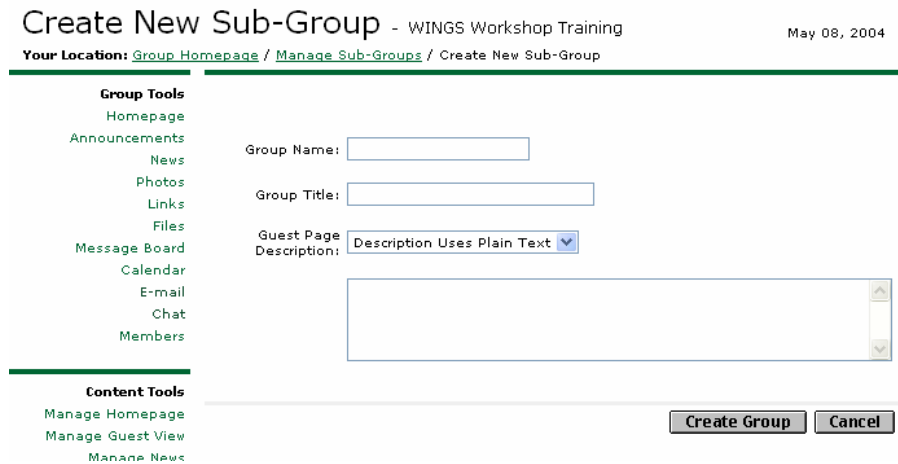 Create New Sub-Group - WINGS Workshop Training
May 08, 2004
Your Location: Group Homepage / Manage Sub-Groups / Create New Sub-Group
Group Tools
Homepage
Announcements
News
Photos
Links
Files
Message Board
Calendar
E-mail
Chat
Members
Content Tools
Manage Homepage
Manage Guest View
Manage News
Group Name:
Group Title:
Guest Page
Description:
Description Uses Plain Text
Create Group
Cancel